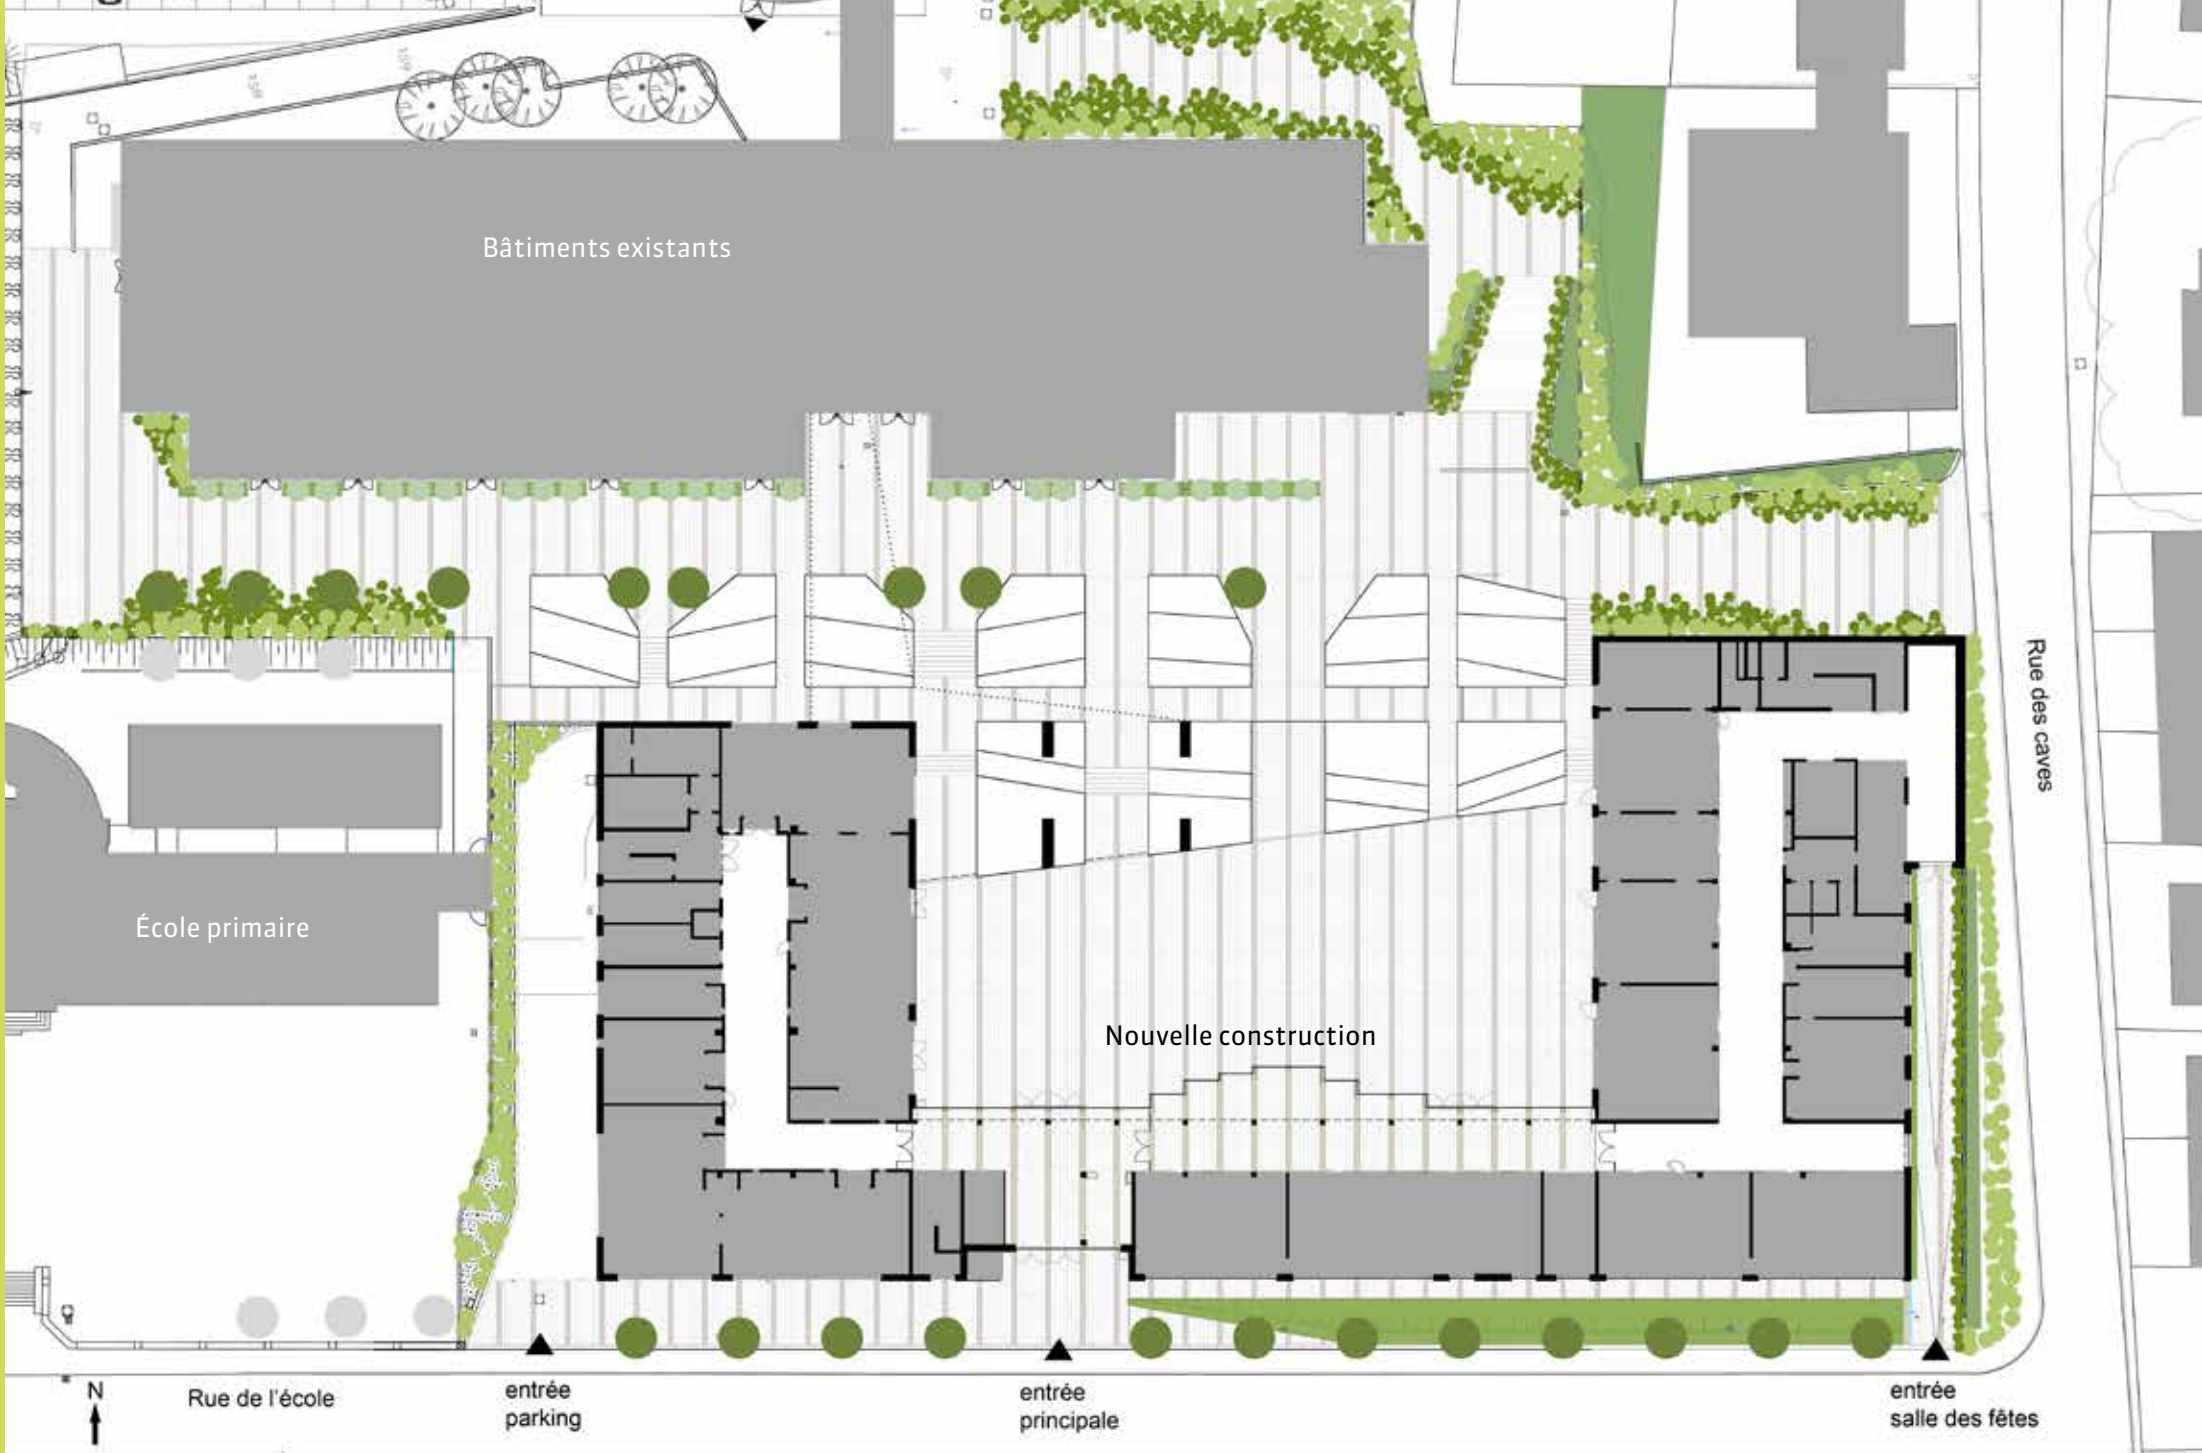 Bâtiments existants
Rue des caves
École primaire
Nouvelle construction
N
Rue de l'école
entrée
parking
entrée
principale
entrée
salle des fêtes